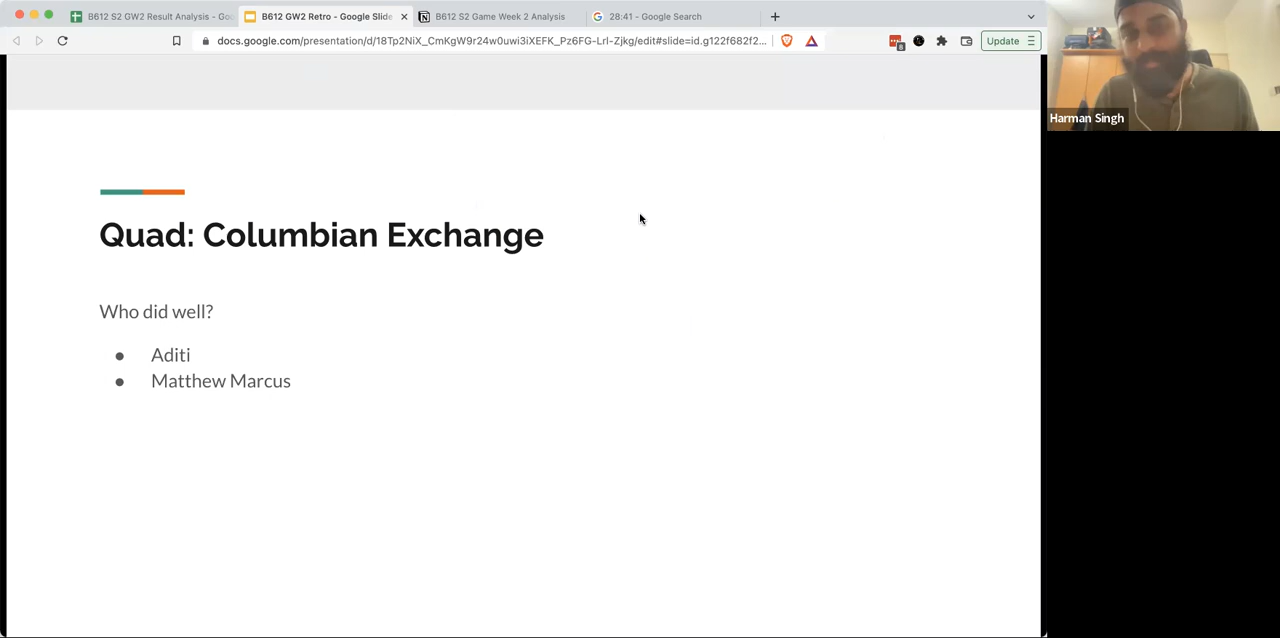 B612 S2 GW2 Result Analysis - Go
B612 GW2 Retro - Google Slide
B612 S2 Game Week 2 Analysis
28:41 - Google Search
docs.google.com/presentation/d/18Tp2NiX_CmKgW9r24w0uwi3iXEFK_Pz6FG-Lrl-Zjkg/edit#slide=id.g122f682f2...
8
Update
Harman Singh
Quad: Columbian Exchange
Who did well?
● Aditi
● Matthew Marcus